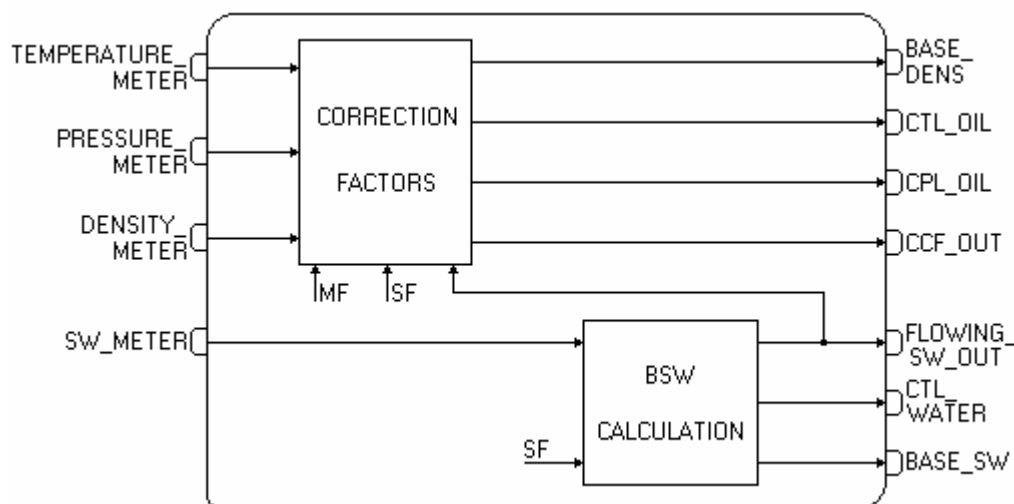 TEMPERATURE_
METER
PRESSURE_
METER
DENSITY_
METER
SW_METER
CORRECTION
FACTORS
MF
SF
BSW
CALCULATION
SF
BASE_
DENS
CTL_OIL
CPL_OIL
CCF_OUT
FLOWING_
SW_OUT
CTL_
WATER
BASE_SW